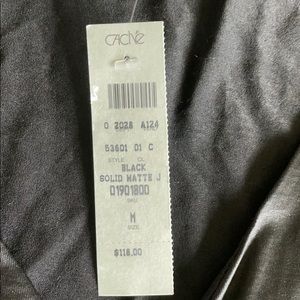 CACHE
0 2028 A124
53601 01 C
STYLE CL
BLACK
SOLID MATTE J
01901800
SKU
M
SIZE
$118.00